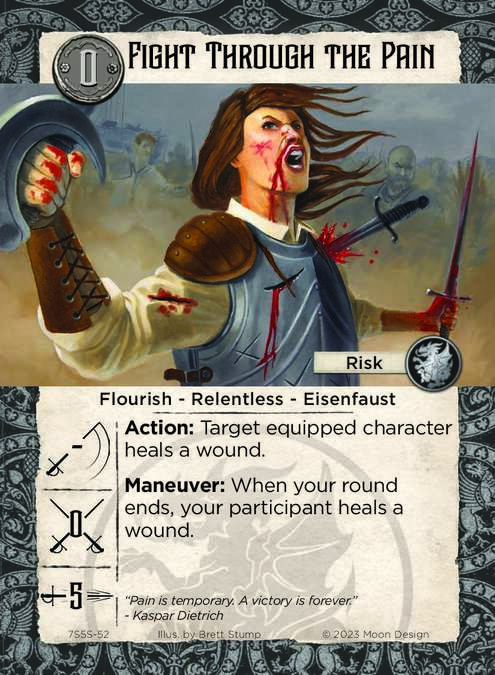 0
FIGHT THROUGH THE PAIN
Risk
Flourish - Relentless - Eisenfaust
Action: Target equipped character
heals a wound.
-
Maneuver: When your round
ends, your participant heals a
wound.
0
5
“Pain is temporary. A victory is forever.”
- Kaspar Dietrich
7S5S-52 Illus. by Brett Stump © 2023 Moon Design